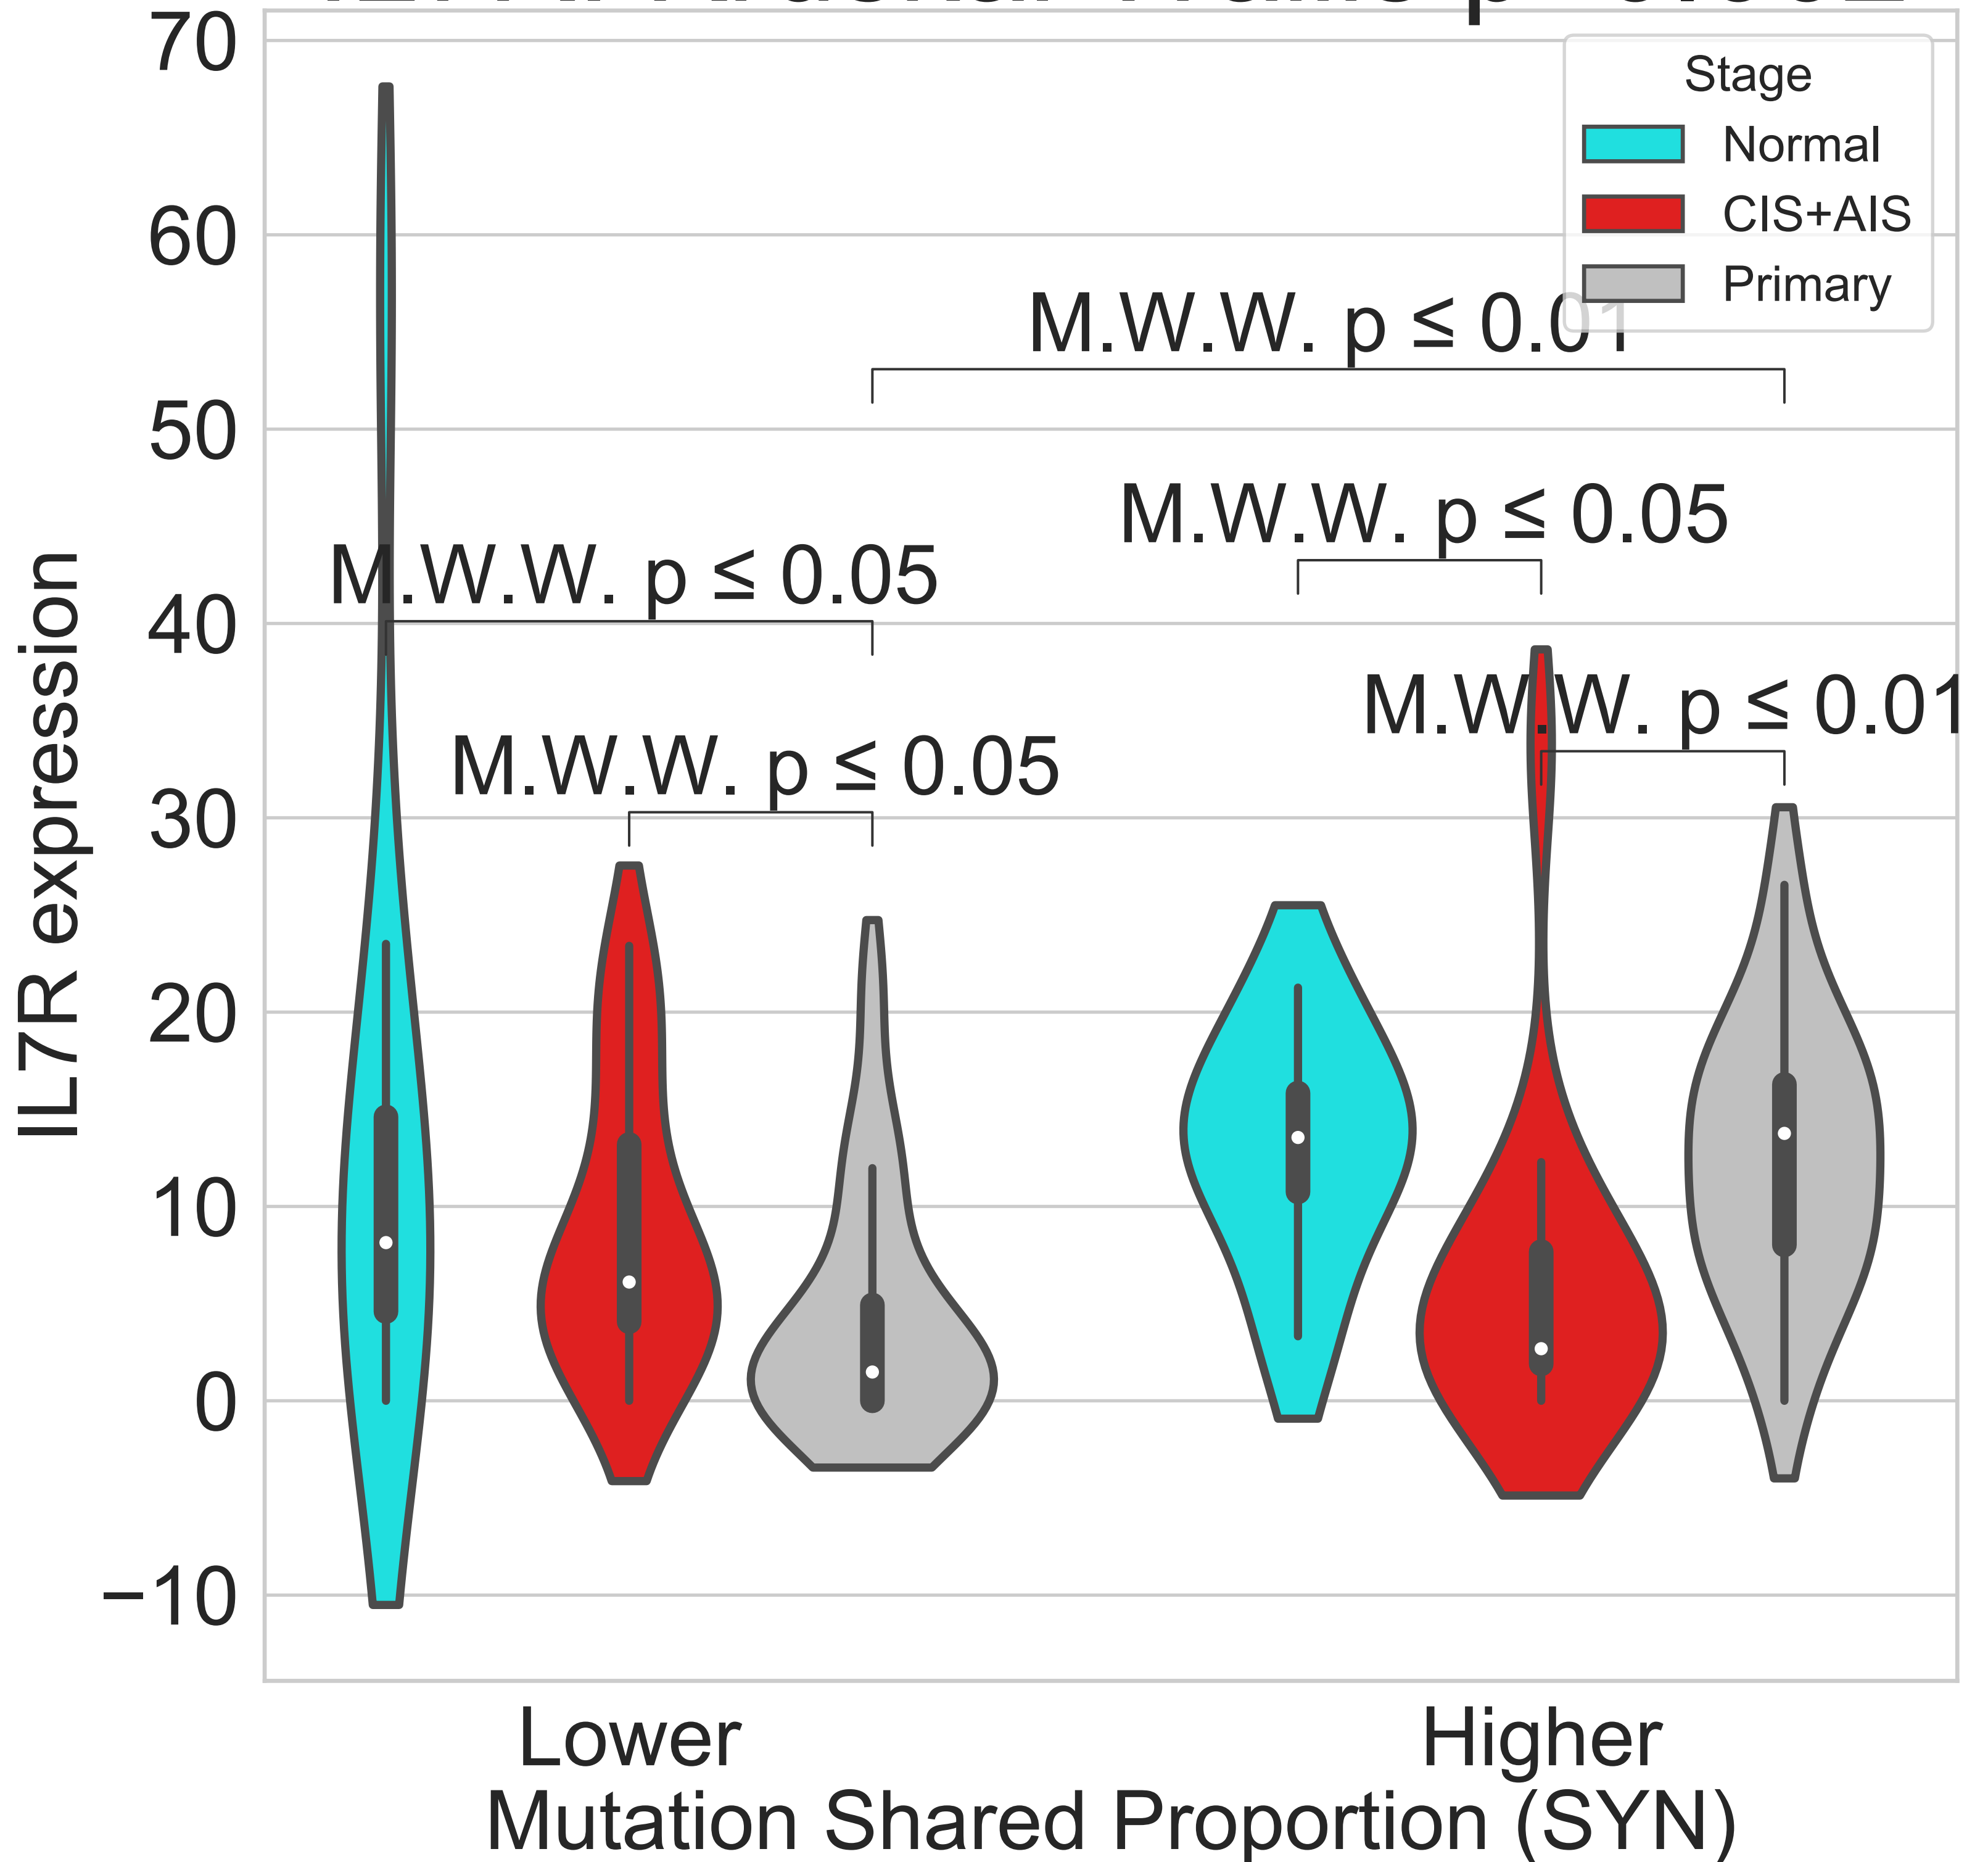 70
60
50
40
30
20
10
0
−10
IL7R expression
Stage
Normal
CIS+AIS
Primary
M.W.W. p ≤ 0.01
M.W.W. p ≤ 0.05
M.W.W. p ≤ 0.05
M.W.W. p ≤ 0.01
M.W.W. p ≤ 0.05
Lower
Higher
Mutation Shared Proportion (SYN)